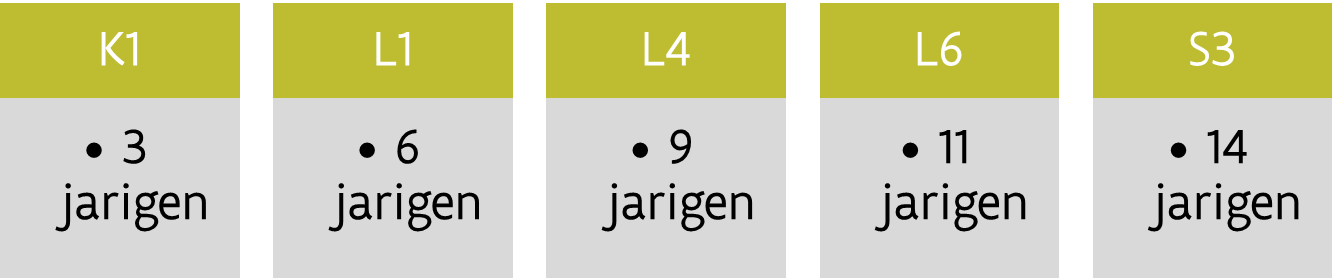 K1
• 3
jarigen
L1
• 6
jarigen
L4
• 9
jarigen
L6
• 11
jarigen
S3
• 14
jarigen